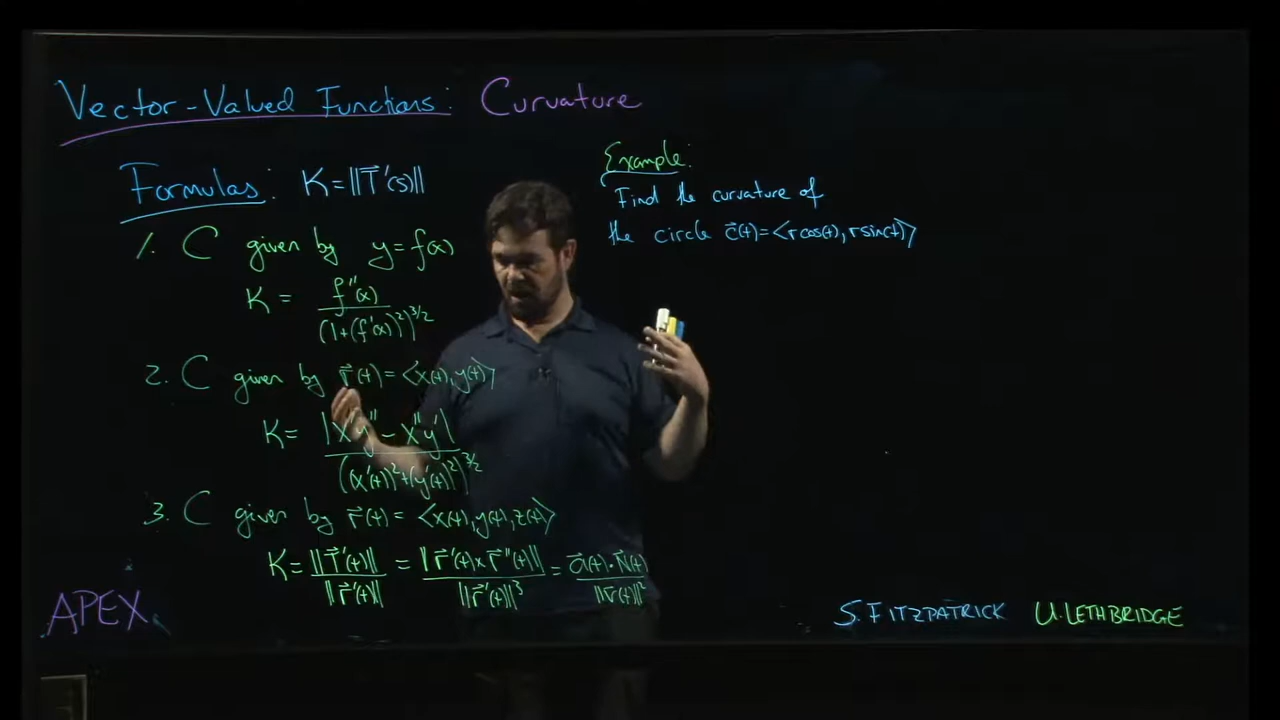 Vector-Valued Functions: Curvature
Formulas: K = ||T⃗'(s)||
1. C given by y = f(x)
K = f''(x) / (1+(f'(x))²)^3/2
2. C given by r⃗(t) = ⟨x(t), y(t)⟩
K = |x'y'' - x''y'| / ((x'(t))²+(y'(t))²)^3/2
3. C given by r⃗(t) = ⟨x(t), y(t), z(t)⟩
K = ||T⃗'(t)|| / ||r⃗'(t)|| = ||r⃗'(t) x r⃗''(t)|| / ||r⃗'(t)||³ = a⃗(t)·N⃗(t) / ||v⃗(t)||²
Example:
Find the curvature of
the circle c⃗(t) = ⟨r cos(t), r sin(t)⟩
APEX
S. FITZPATRICK U. LETHBRIDGE